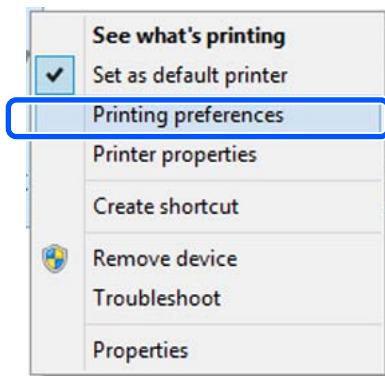 See what's printing
Set as default printer
Printing preferences
Printer properties
Create shortcut
Remove device
Troubleshoot
Properties